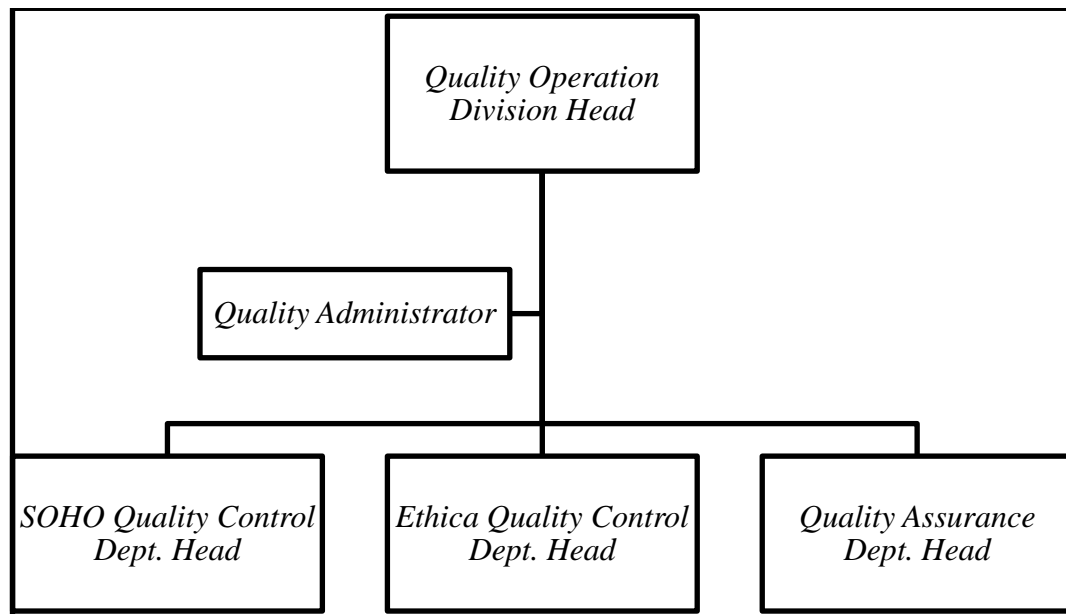 Quality Operation
Division Head
Quality Administrator
SOHO Quality Control
Dept. Head
Ethica Quality Control
Dept. Head
Quality Assurance
Dept. Head